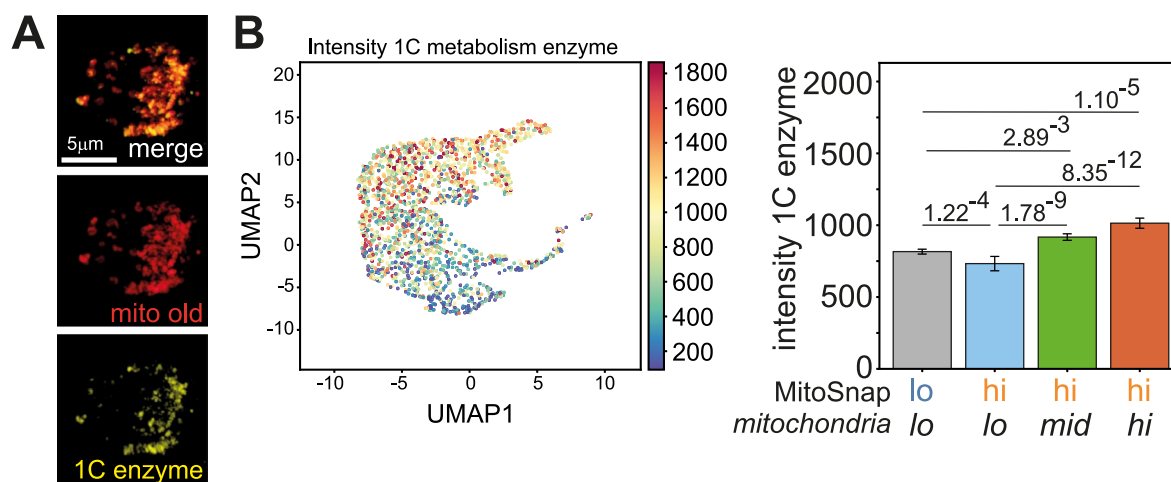 A
merge
5µm
mito old
1C enzyme
B
Intensity 1C metabolism enzyme
20
15
10
5
0
-5
-10
UMAP2
-10 -5 0 5 10
UMAP1
1800
1600
1400
1200
1000
800
600
400
200
intensity 1C enzyme
2000
1500
1000
500
0
1.10-5
2.89-3
8.35-12
1.22-4 1.78-9
MitoSnap lo hi hi hi
mitochondria lo lo mid hi